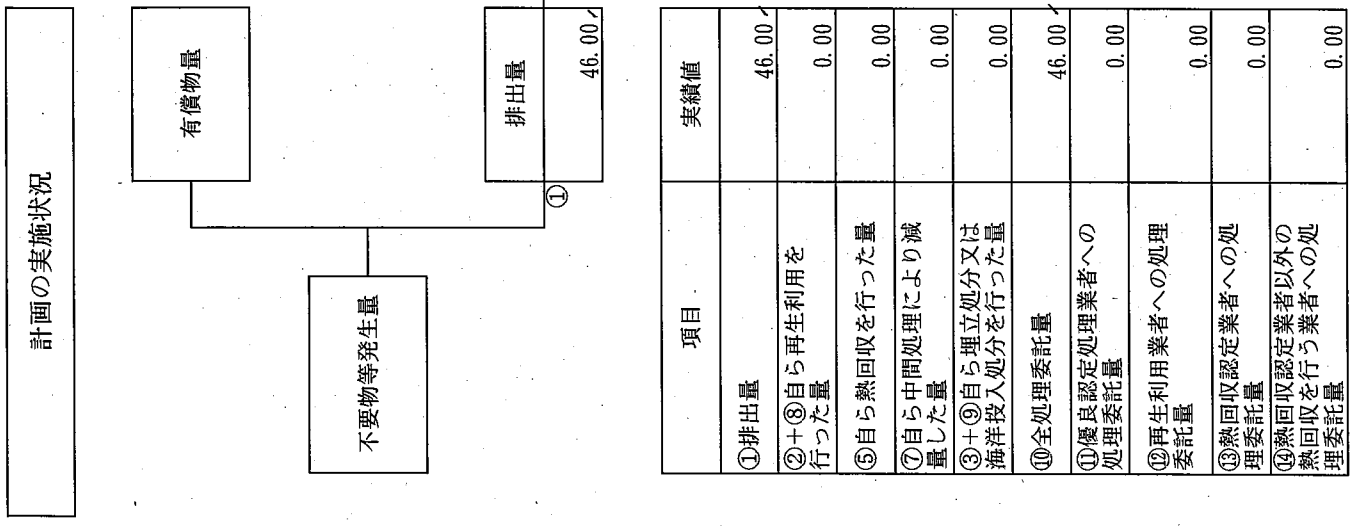 計画の実施状況
有償物量
不要物等発生量
排出量
①
46.00
項目
実績値
①排出量
46.00
②+⑧自ら再生利用を
行った量
0.00
⑤自ら熱回収を行った量
0.00
⑦自ら中間処理により減
量した量
0.00
③+⑨自ら埋立処分又は
海洋投入処分を行った量
0.00
⑩全処理委託量
46.00
⑪優良認定処理業者への
処理委託量
0.00
⑫再生利用業者への処理
委託量
0.00
⑬熱回収認定業者への処
理委託量
0.00
⑭熱回収認定業者以外の
熱回収を行う業者への処
理委託量
0.00